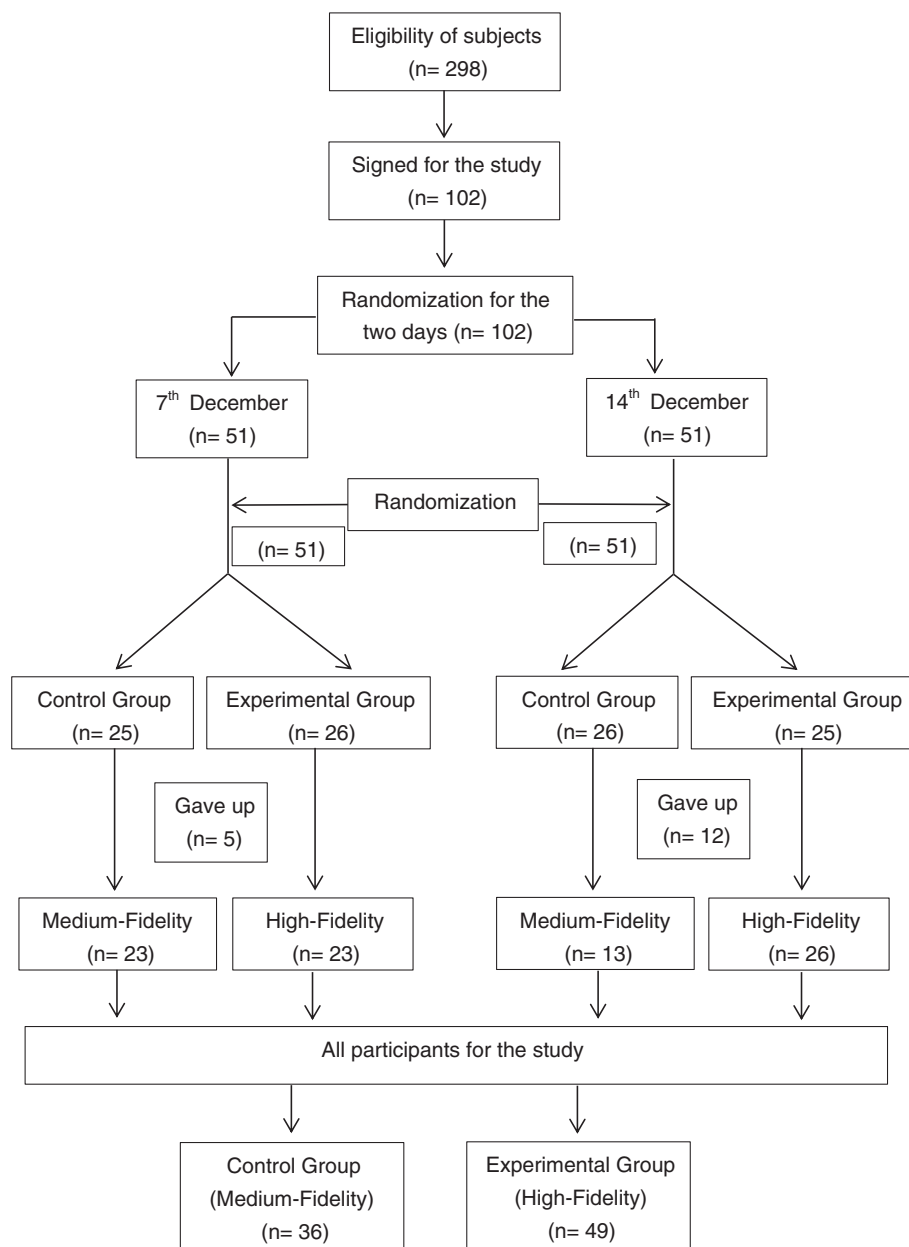 Eligibility of subjects
(n= 298)
Signed for the study
(n= 102)
Randomization for the
two days (n= 102)
7th December
(n= 51)
14th December
(n= 51)
Randomization
(n= 51)
(n= 51)
Control Group
(n= 25)
Experimental Group
(n= 26)
Control Group
(n= 26)
Experimental Group
(n= 25)
Gave up
(n= 5)
Gave up
(n= 12)
Medium-Fidelity
(n= 23)
High-Fidelity
(n= 23)
Medium-Fidelity
(n= 13)
High-Fidelity
(n= 26)
All participants for the study
Control Group
(Medium-Fidelity)
(n= 36)
Experimental Group
(High-Fidelity)
(n= 49)